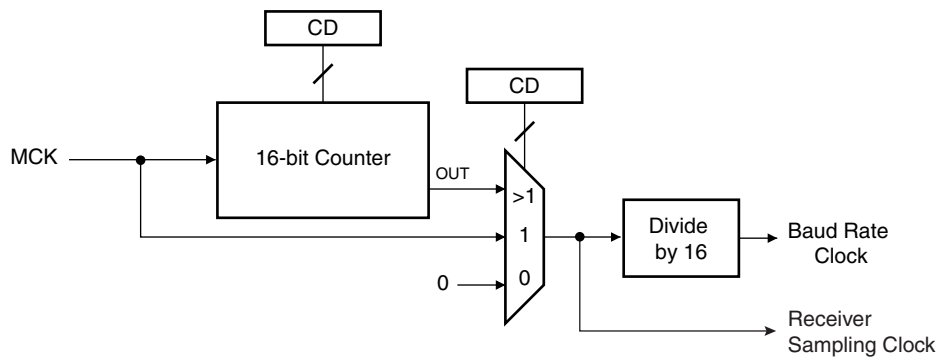 CD
CD
MCK
16-bit Counter
OUT
>1
1
0
0
Divide
by 16
Baud Rate
Clock
Receiver
Sampling Clock